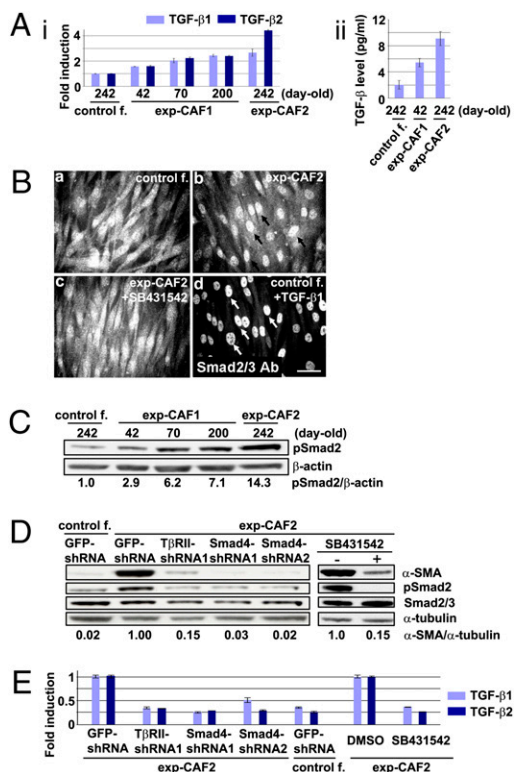 A
i
TGF-β1 TGF-β2
Fold induction
4
3
2
1
0
242 42 70 200 242 (day-old)
control f. exp-CAF1 exp-CAF2
ii
TGF-β level (pg/ml)
12
8
4
0
242 42 242 (day-old)
control f.
exp-CAF1
exp-CAF2
B
a control f.
b exp-CAF2
c exp-CAF2
+SB431542
d control f.
+TGF-β1
Smad2/3 Ab
C
control f. exp-CAF1 exp-CAF2
242 42 70 200 242 (day-old)
pSmad2
β-actin
1.0 2.9 6.2 7.1 14.3 pSmad2/β-actin
D
control f. exp-CAF2
GFP-shRNA GFP-shRNA TβRII-shRNA1 Smad4-shRNA1 Smad4-shRNA2 SB431542
- +
α-SMA
pSmad2
Smad2/3
α-tubulin
0.02 1.00 0.15 0.03 0.02 1.0 0.15 α-SMA/α-tubulin
E
Fold induction
1
0.5
0
TGF-β1
TGF-β2
GFP-shRNA TβRII-shRNA1 Smad4-shRNA1 Smad4-shRNA2 GFP-shRNA DMSO SB431542
exp-CAF2 control f. exp-CAF2